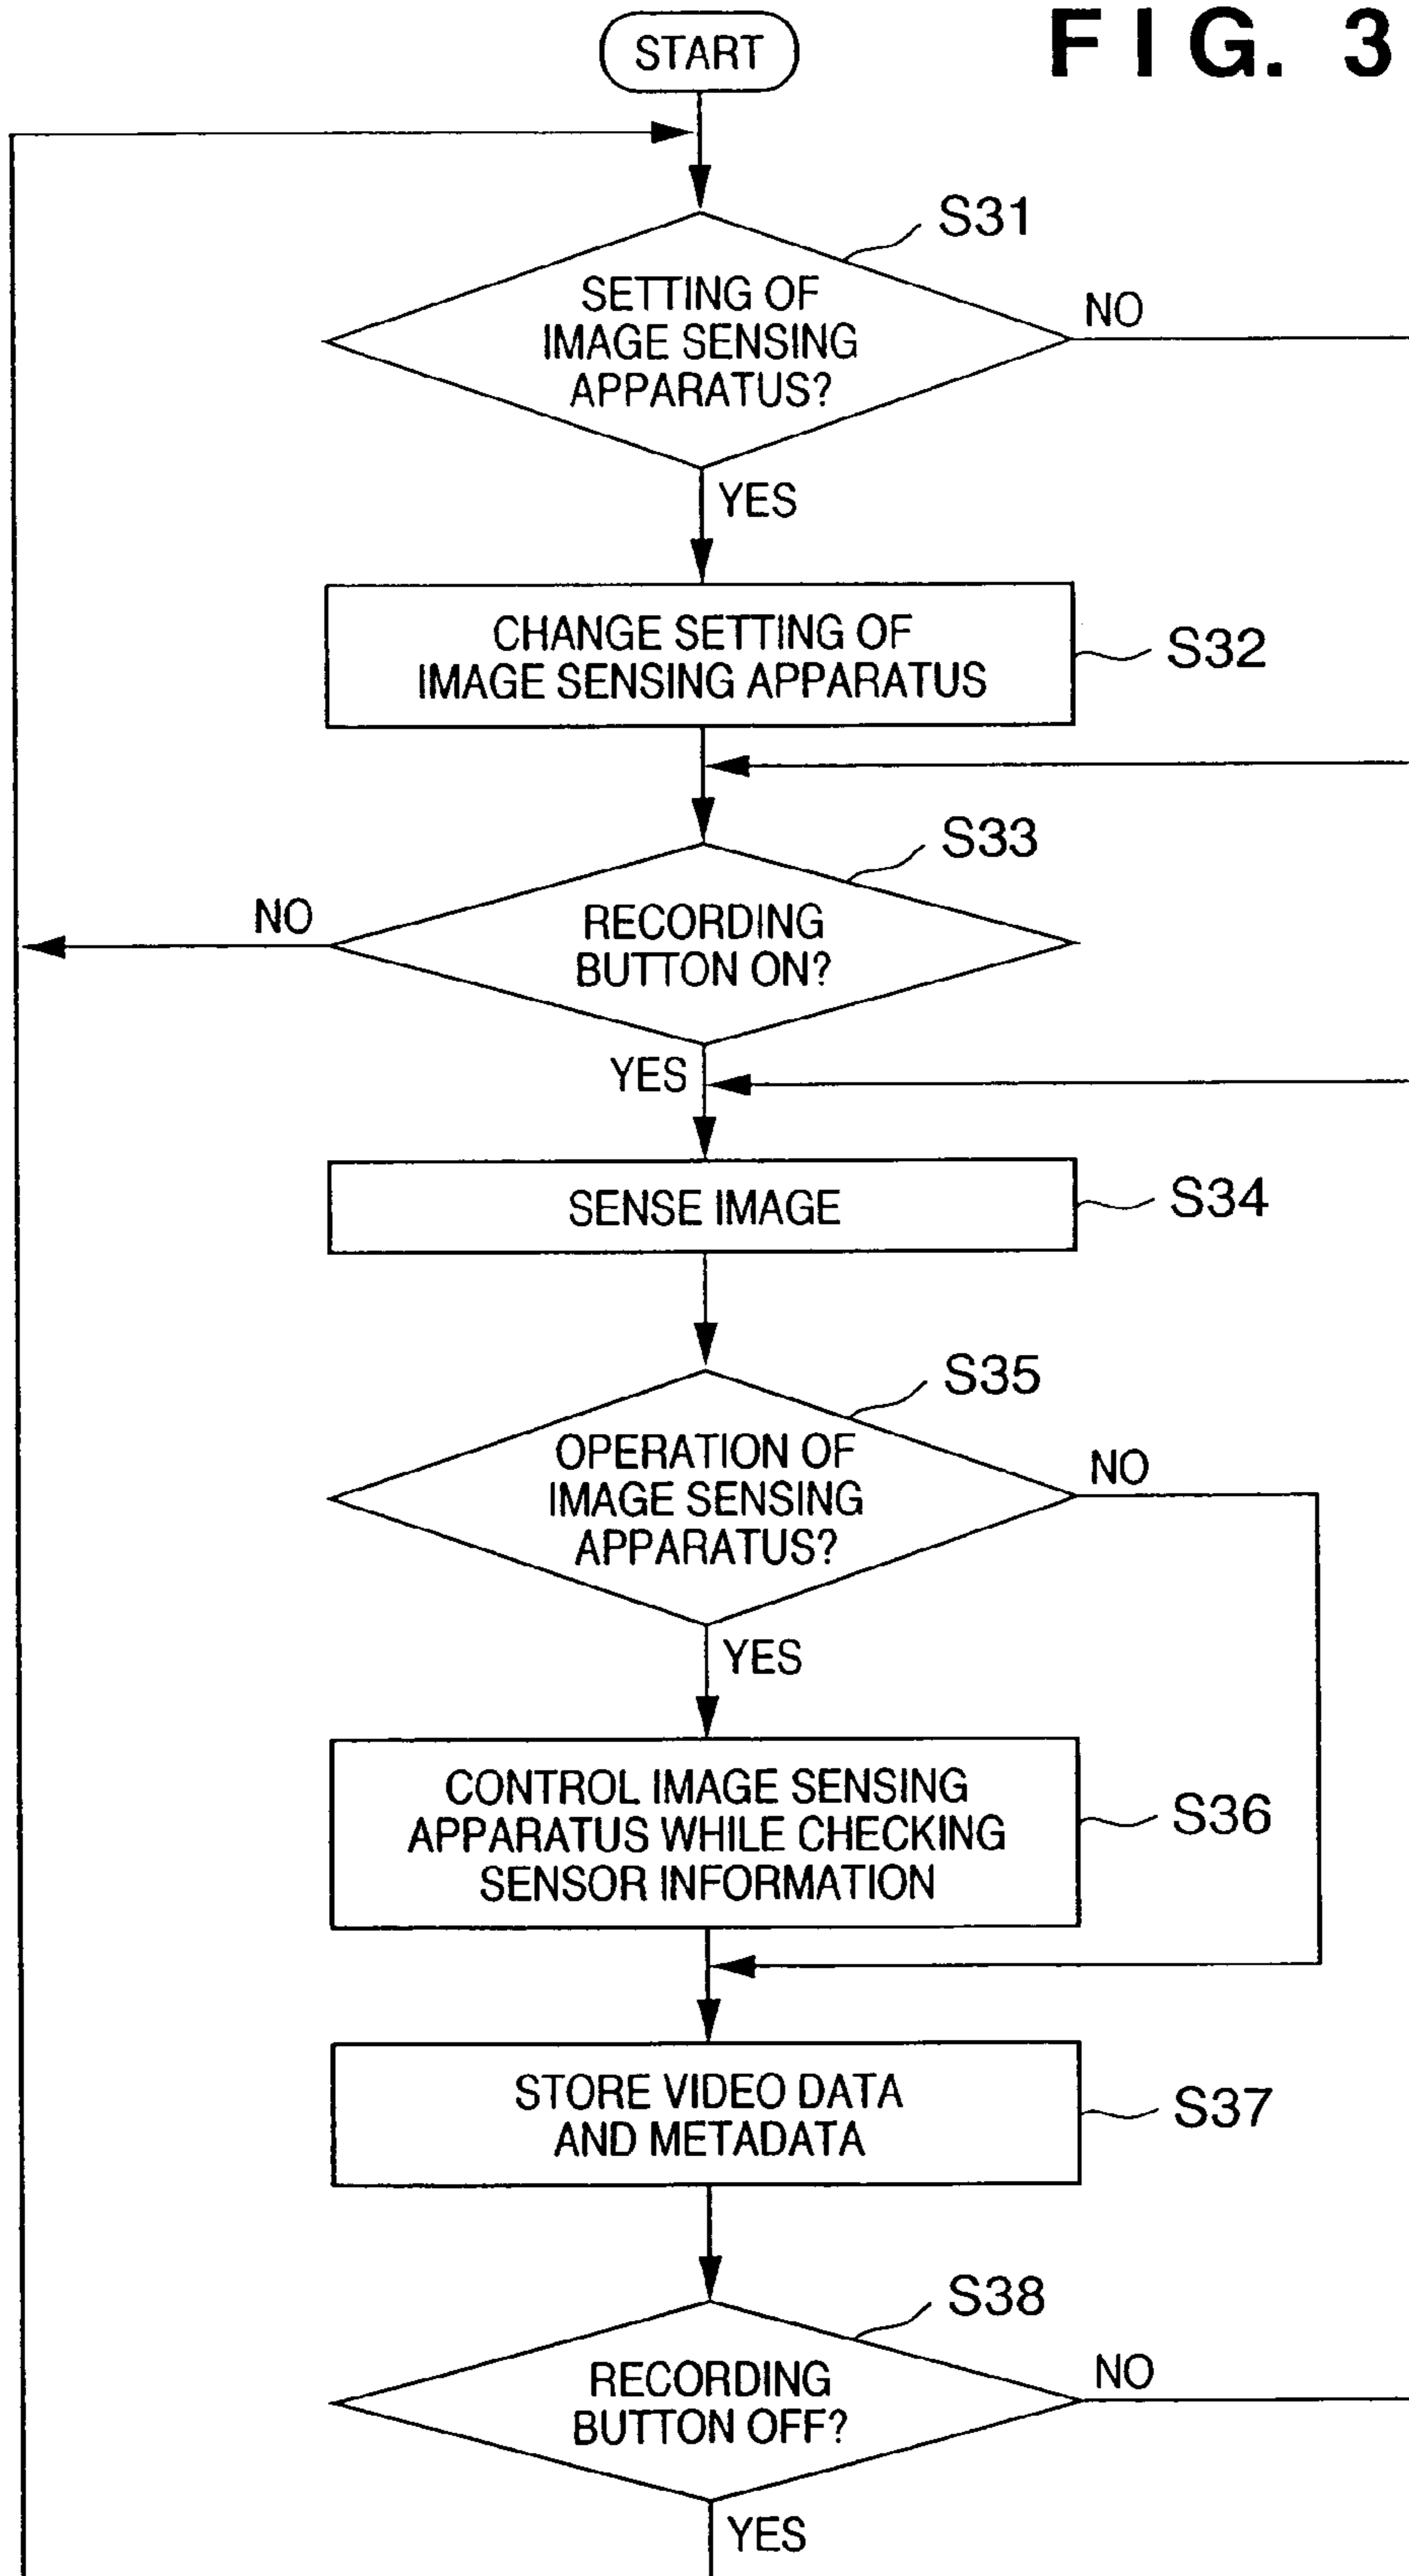 FIG. 3
START
S31
SETTING OF
IMAGE SENSING
APPARATUS?
NO
YES
CHANGE SETTING OF
IMAGE SENSING APPARATUS
S32
S33
NO
RECORDING
BUTTON ON?
YES
SENSE IMAGE
S34
S35
OPERATION OF
IMAGE SENSING
APPARATUS?
NO
YES
CONTROL IMAGE SENSING
APPARATUS WHILE CHECKING
SENSOR INFORMATION
S36
STORE VIDEO DATA
AND METADATA
S37
S38
RECORDING
BUTTON OFF?
NO
YES